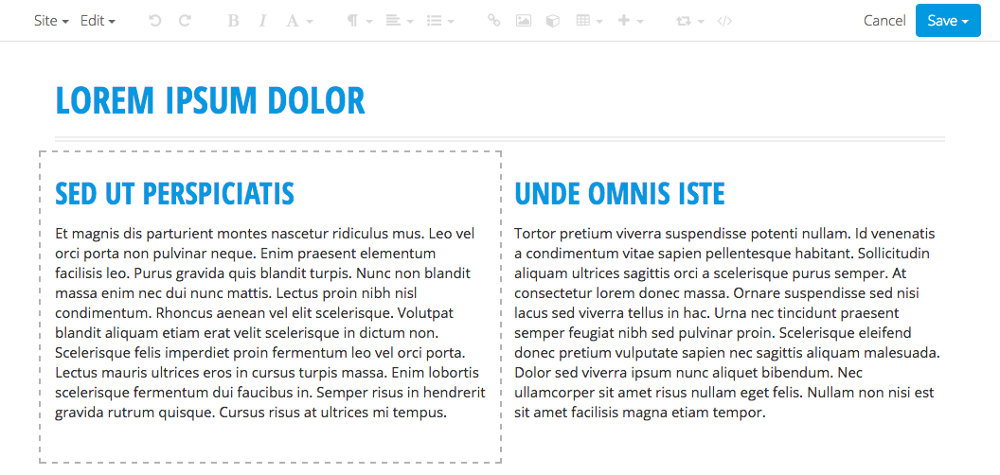 Site Edit B I A Cancel Save
LOREM IPSUM DOLOR
SED UT PERSPICIATIS
Et magnis dis parturient montes nascetur ridiculus mus. Leo vel
orci porta non pulvinar neque. Enim praesent elementum
facilisis leo. Purus gravida quis blandit turpis. Nunc non blandit
massa enim nec dui nunc mattis. Lectus proin nibh nisl
condimentum. Rhoncus aenean vel elit scelerisque. Volutpat
blandit aliquam etiam erat velit scelerisque in dictum non.
Scelerisque felis imperdiet proin fermentum leo vel orci porta.
Lectus mauris ultrices eros in cursus turpis massa. Enim lobortis
scelerisque fermentum dui faucibus in. Semper risus in hendrerit
gravida rutrum quisque. Cursus risus at ultrices mi tempus.
UNDE OMNIS ISTE
Tortor pretium viverra suspendisse potenti nullam. Id venenatis
a condimentum vitae sapien pellentesque habitant. Sollicitudin
aliquam ultrices sagittis orci a scelerisque purus semper. At
consectetur lorem donec massa. Ornare suspendisse sed nisi
lacus sed viverra tellus in hac. Urna nec tincidunt praesent
semper feugiat nibh sed pulvinar proin. Scelerisque eleifend
donec pretium vulputate sapien nec sagittis aliquam malesuada.
Dolor sed viverra ipsum nunc aliquet bibendum. Nec
ullamcorper sit amet risus nullam eget felis. Nullam non nisi est
sit amet facilisis magna etiam tempor.